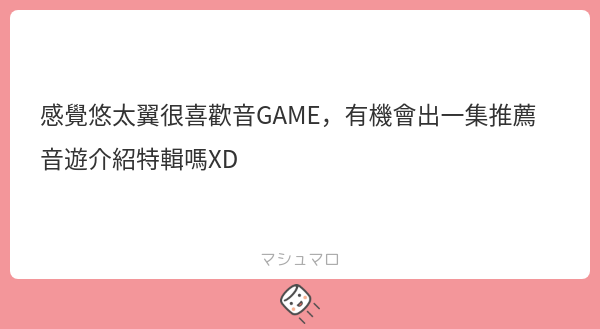 感覺悠太翼很喜歡音GAME，有機會出一集推薦
音遊介紹特輯嗎XD
マシュマロ